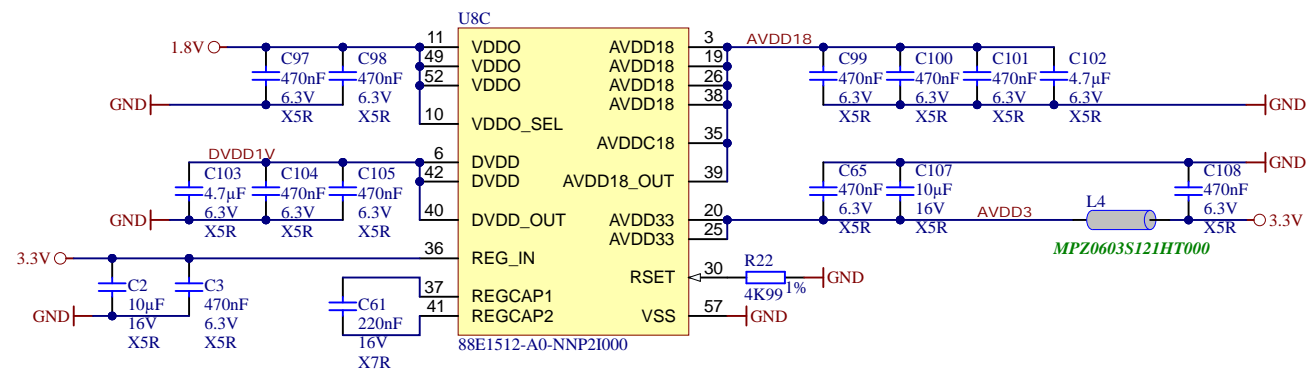 U8C
1.8V
C97
470nF
6.3V
X5R
C98
470nF
6.3V
X5R
GND
11 VDDO
49 VDDO
52 VDDO
10 VDDO_SEL
6 DVDD
42 DVDD
40 DVDD_OUT
36 REG_IN
37 REGCAP1
41 REGCAP2
AVDD18 3
AVDD18 19
AVDD18 26
AVDD18 38
AVDDC18 35
AVDD18_OUT 39
AVDD33 20
AVDD33 25
RSET 30
VSS 57
88E1512-A0-NNP2I000
DVDD1V
C103
4.7µF
6.3V
X5R
C104
470nF
6.3V
X5R
C105
470nF
6.3V
X5R
GND
3.3V
C2
10µF
16V
X5R
C3
470nF
6.3V
X5R
GND
C61
220nF
16V
X7R
AVDD18
C99
470nF
6.3V
X5R
C100
470nF
6.3V
X5R
C101
470nF
6.3V
X5R
C102
4.7µF
6.3V
X5R
GND
GND
C65
470nF
6.3V
X5R
C107
10µF
16V
X5R
AVDD3
L4
MPZ0603S121HT000
C108
470nF
6.3V
X5R
3.3V
R22
4K99
1%
GND
GND